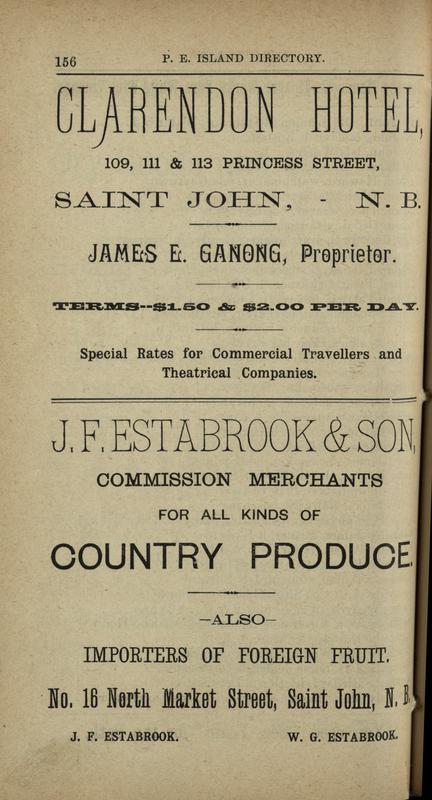 156 P. E. ISLAND DIRECTORY.
CLARENDON HOTEL,
109, 111 & 113 PRINCESS STREET,
SAINT JOHN, - N. B.
JAMES E. GANONG, Proprietor.
TERMS--$1.50 & $2.00 PER DAY.
Special Rates for Commercial Travellers and
Theatrical Companies.
J. F. ESTABROOK & SON,
COMMISSION MERCHANTS
FOR ALL KINDS OF
COUNTRY PRODUCE.
—ALSO—
IMPORTERS OF FOREIGN FRUIT.
No. 16 North Market Street, Saint John, N. B.
J. F. ESTABROOK. W. G. ESTABROOK.